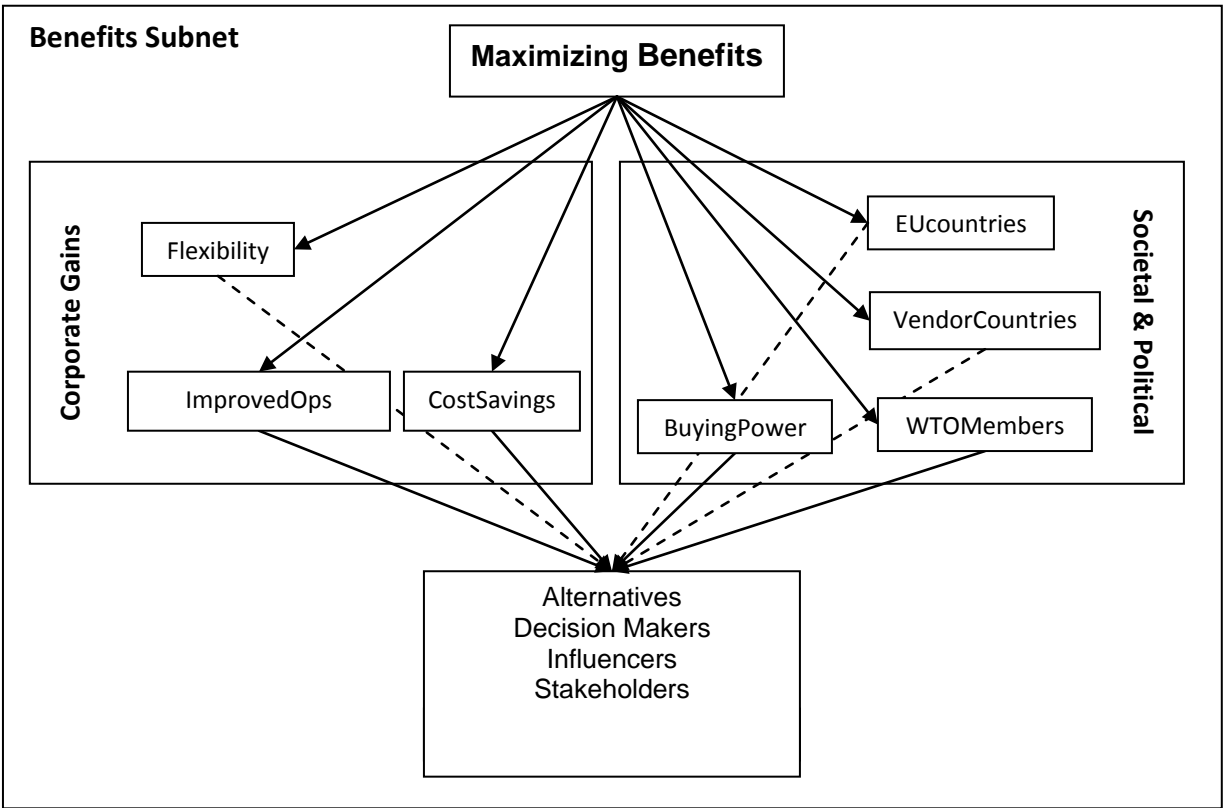 Benefits Subnet
Maximizing Benefits
Corporate Gains
Flexibility
ImprovedOps
CostSavings
Societal & Political
EUcountries
VendorCountries
BuyingPower
WTOMembers
Alternatives
Decision Makers
Influencers
Stakeholders